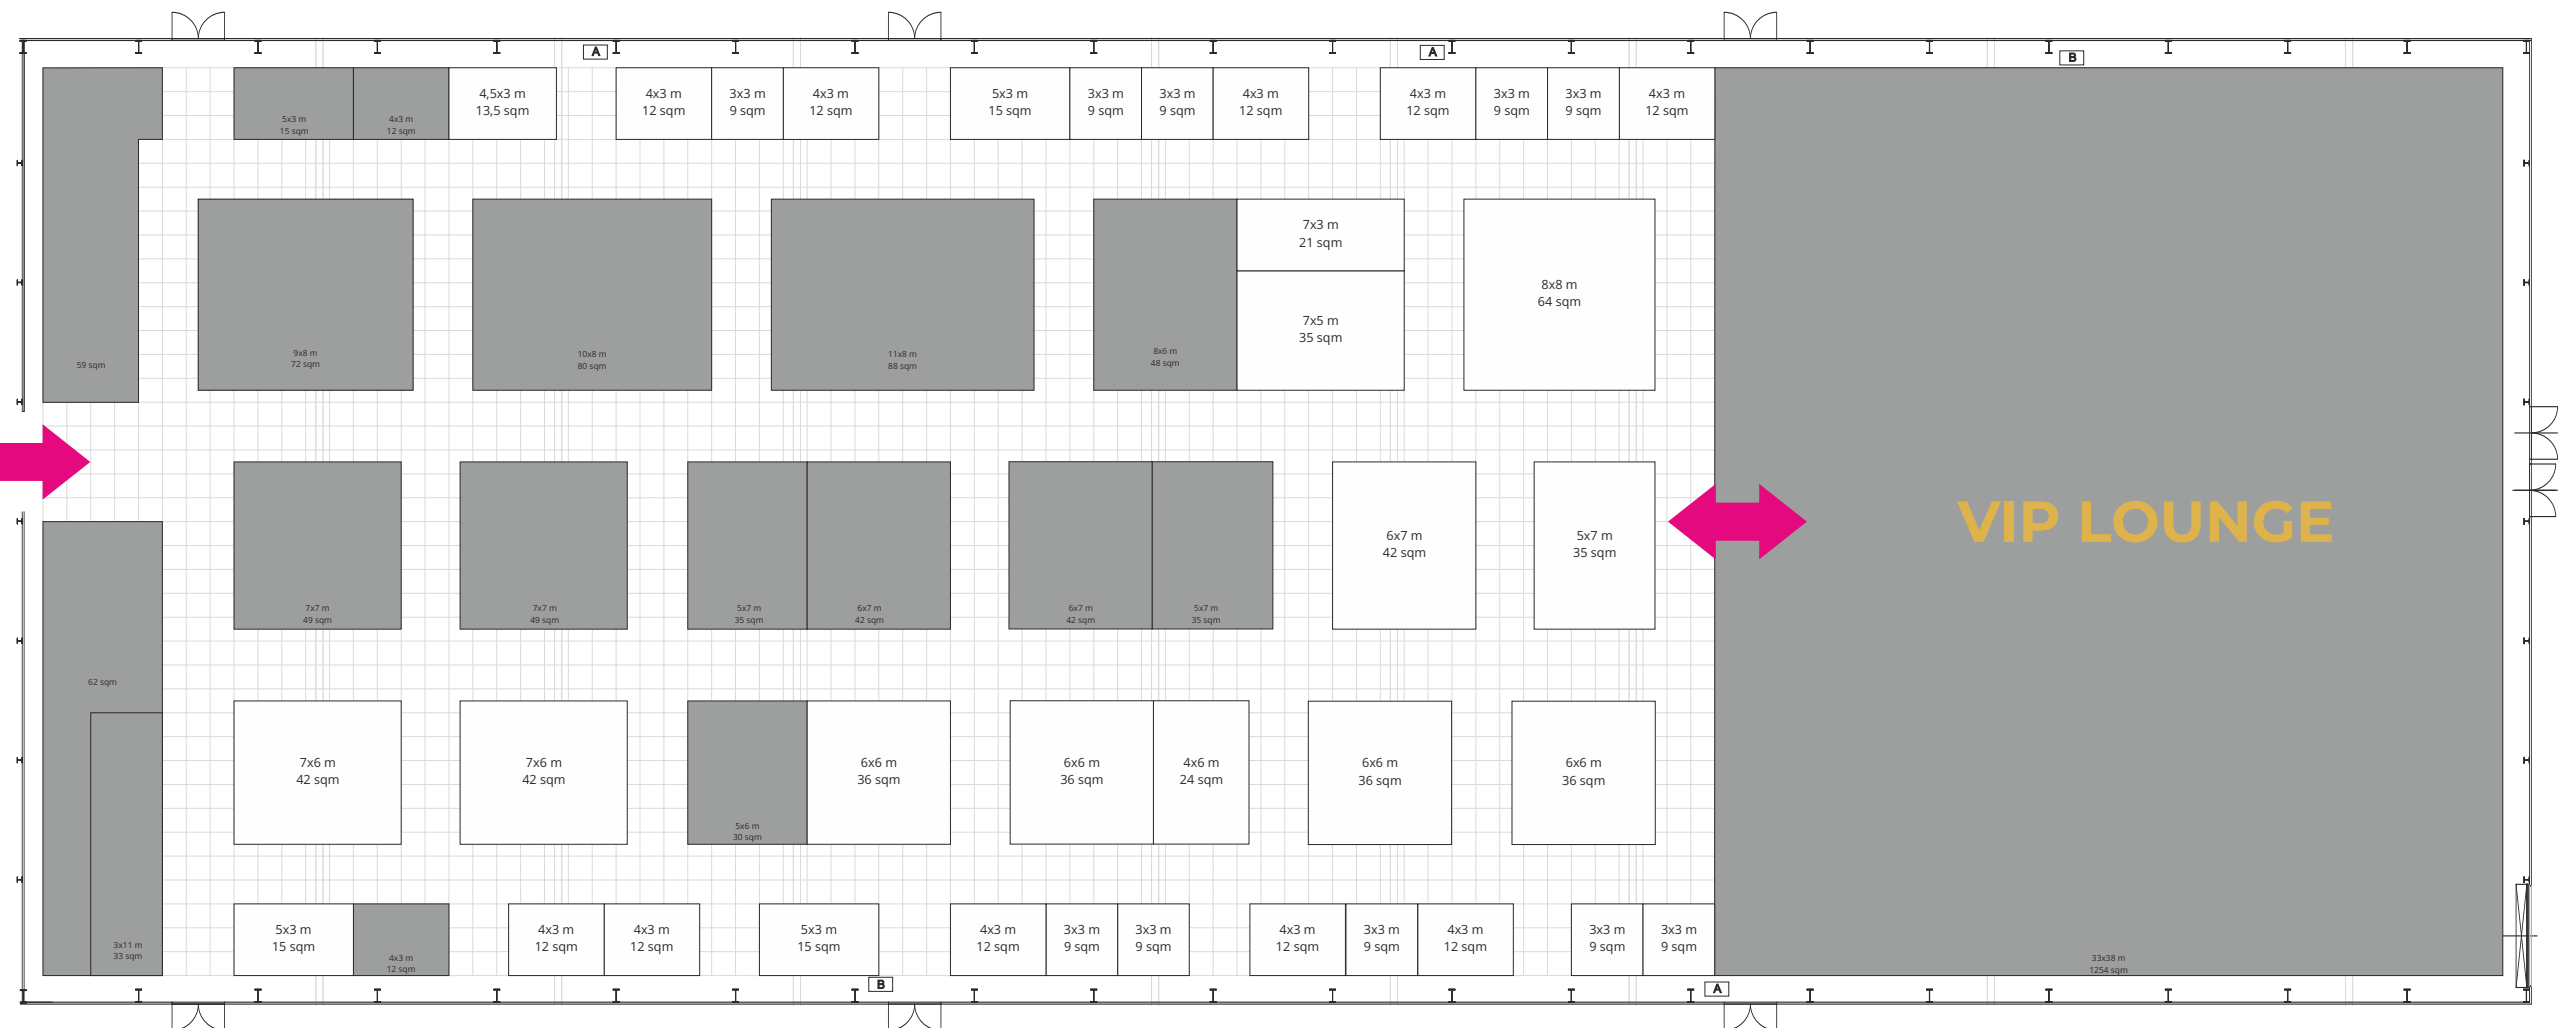 A
A
B
5x3 m
15 sqm
4x3 m
12 sqm
4,5x3 m
13,5 sqm
4x3 m
12 sqm
3x3 m
9 sqm
4x3 m
12 sqm
5x3 m
15 sqm
3x3 m
9 sqm
3x3 m
9 sqm
4x3 m
12 sqm
4x3 m
12 sqm
3x3 m
9 sqm
3x3 m
9 sqm
4x3 m
12 sqm
59 sqm
9x8 m
72 sqm
10x8 m
80 sqm
11x8 m
88 sqm
8x6 m
48 sqm
7x3 m
21 sqm
7x5 m
35 sqm
8x8 m
64 sqm
7x7 m
49 sqm
7x7 m
49 sqm
5x7 m
35 sqm
6x7 m
42 sqm
6x7 m
42 sqm
5x7 m
35 sqm
6x7 m
42 sqm
5x7 m
35 sqm
VIP LOUNGE
62 sqm
7x6 m
42 sqm
7x6 m
42 sqm
5x6 m
30 sqm
6x6 m
36 sqm
6x6 m
36 sqm
4x6 m
24 sqm
6x6 m
36 sqm
6x6 m
36 sqm
3x11 m
33 sqm
5x3 m
15 sqm
4x3 m
12 sqm
4x3 m
12 sqm
4x3 m
12 sqm
5x3 m
15 sqm
4x3 m
12 sqm
3x3 m
9 sqm
3x3 m
9 sqm
4x3 m
12 sqm
3x3 m
9 sqm
4x3 m
12 sqm
3x3 m
9 sqm
3x3 m
9 sqm
33x38 m
1254 sqm
B
A